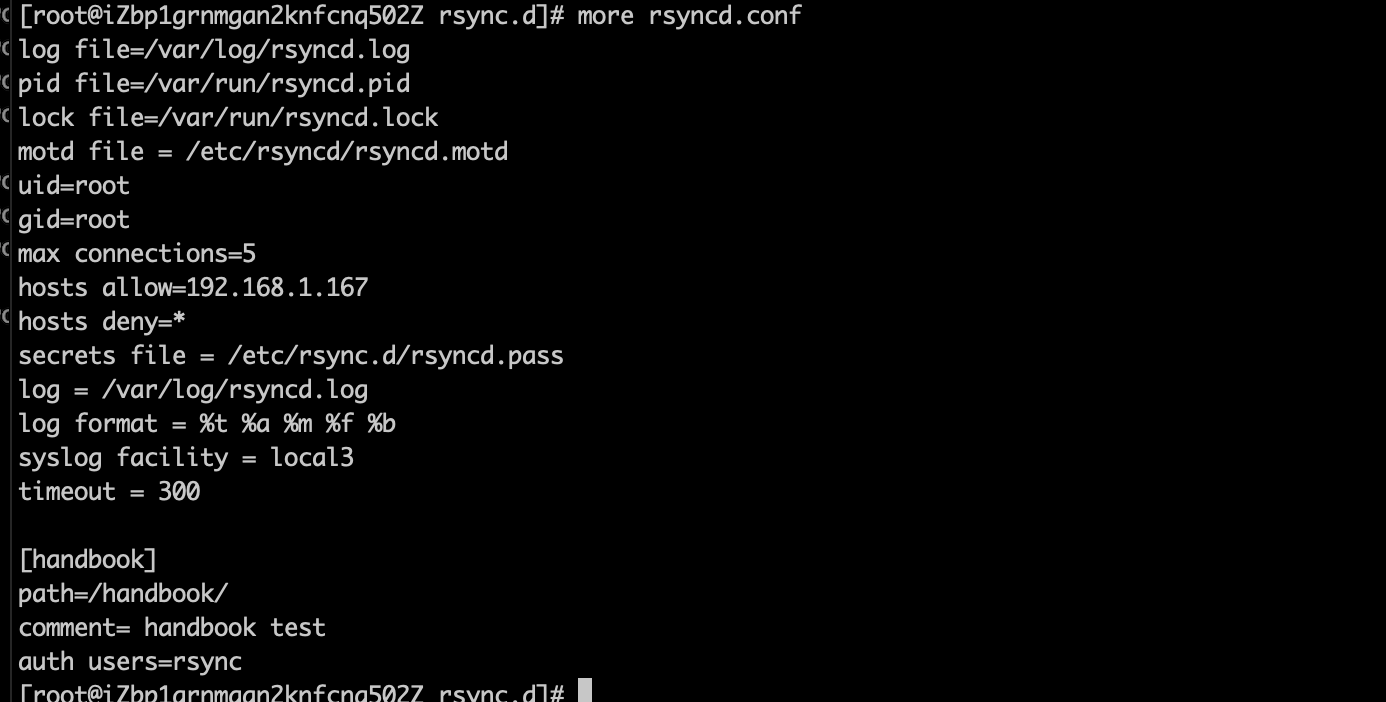 [root@iZbp1grnmgan2knfcnq502Z rsync.d]# more rsyncd.conf
log file=/var/log/rsyncd.log
pid file=/var/run/rsyncd.pid
lock file=/var/run/rsyncd.lock
motd file = /etc/rsyncd/rsyncd.motd
uid=root
gid=root
max connections=5
hosts allow=192.168.1.167
hosts deny=*
secrets file = /etc/rsync.d/rsyncd.pass
log = /var/log/rsyncd.log
log format = %t %a %m %f %b
syslog facility = local3
timeout = 300
[handbook]
path=/handbook/
comment= handbook test
auth users=rsync
[root@iZbp1grnmgan2knfcnq502Z rsync.d]#